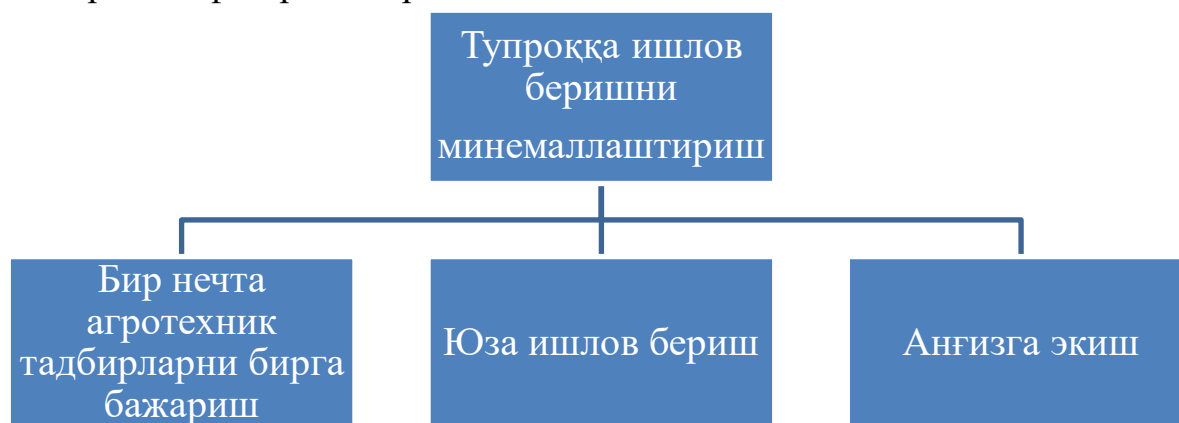 Тупроққа ишлов
беришни
минемаллаштириш
Бир нечта
агротехник
тадбирларни бирга
бажариш
Юза ишлов бериш
Анғизга экиш